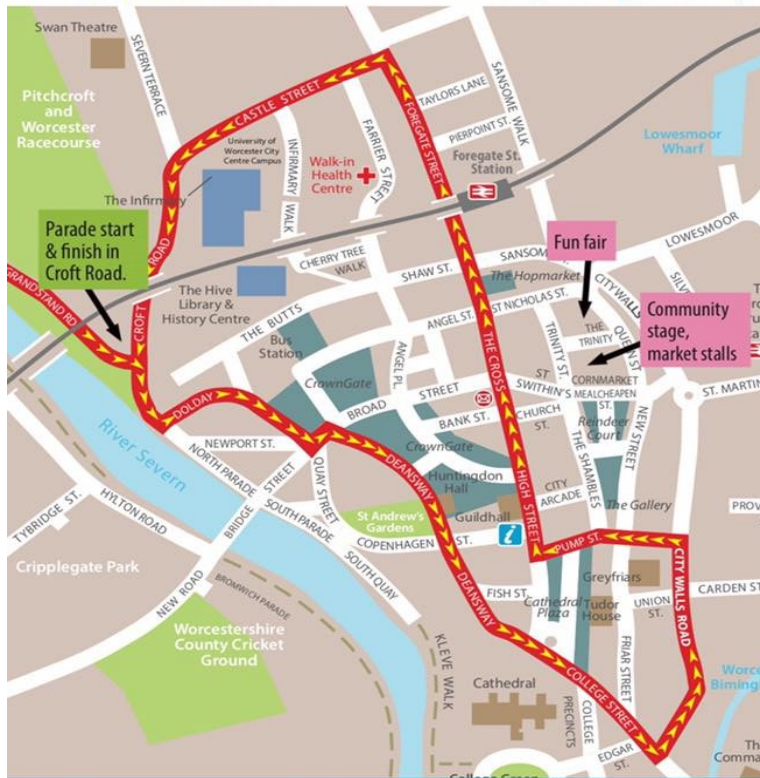 Swan Theatre
SEVERN TERRACE
Pitchcroft
and Worcester
Racecourse
CASTLE STREET
University of
Worcester City
Centre Campus
The Infirmary
INFIRMARY
WALK
FARRIER STREET
Walk-in
Health
Centre
FOREGATE STREET
TAYLORS LANE
PIERPOINT ST.
SANSOME WALK
Foregate St.
Station
Lowesmoor
Wharf
LOWESMOOR
Parade start
& finish in
Croft Road.
GRANDSTAND RD
CROFT
ROAD
CHERRY TREE
WALK
The Hive
Library &
History Centre
SHAW ST.
The Hopmarket
Fun fair
Community
stage,
market stalls
CITY WALLS
THE BUTTS
Bus
Station
CrownGate
ANGEL PL.
ANGEL ST.
ST NICHOLAS ST.
THE CROSS
TRINITY ST.
THE
TRINITY
QUEEN ST
ST
SWITHIN'S
CORNMARKET
MEALCHEAPEN
ST.
Reindeer
Court
ST. MARTIN
NEW STREET
DOLDAY
BROAD
STREET
BANK ST.
CHURCH
ST.
NEWPORT ST.
NORTH PARADE
River Severn
CrownGate
DEANSWAY
Huntingdon
Hall
Guildhall
HIGH STREET
i
CITY
ARCADE
THE SHAMBLES
The Gallery
PROV
TYBRIDGE ST.
HYLTON ROAD
BRIDGE
STREET
QUAY STREET
SOUTH PARADE
SOUTH QUAY
St Andrew's
Gardens
COPENHAGEN
ST.
PUMP ST.
Greyfriars
CITY WALLS ROAD
CARDEN ST.
Cripplegate Park
NEW ROAD
BROMWICH PARADE
Worcestershire
County Cricket
Ground
KLEVE WALK
FISH ST.
DEANSWAY
Cathedral
Plaza
Tudor
House
UNION
ST.
FRIAR STREET
COLLEGE STREET
Cathedral
COLLEGE
PRECINCTS
EDGAR
ST.
College Green
Worce
Bimin
The
Comma